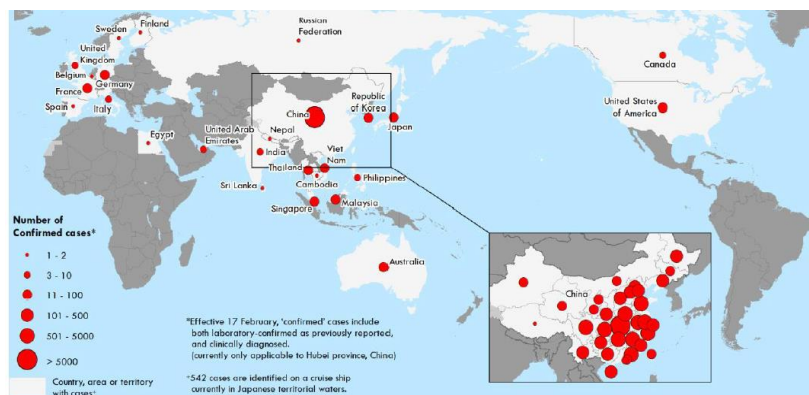 Russian
Federation
Sweden
Finland
United
Kingdom
Belgium
Germany
France
Spain
Italy
Canada
United States
of America
China
Republic
of Korea
Japan
Nepal
Egypt
United Arab
Emirates
India
Viet
Nam
Thailand
Philippines
Sri Lanka
Cambodia
Singapore
Malaysia
Australia
China
Number of
Confirmed cases*
1 - 2
3 - 10
11 - 100
101 - 500
501 - 5000
> 5000
Country, area or territory
with cases+
*Effective 17 February, 'confirmed' cases include
both laboratory-confirmed as previously reported,
and clinically diagnosed.
(currently only applicable to Hubei province, China)
+542 cases are identified on a cruise ship
currently in Japanese territorial waters.